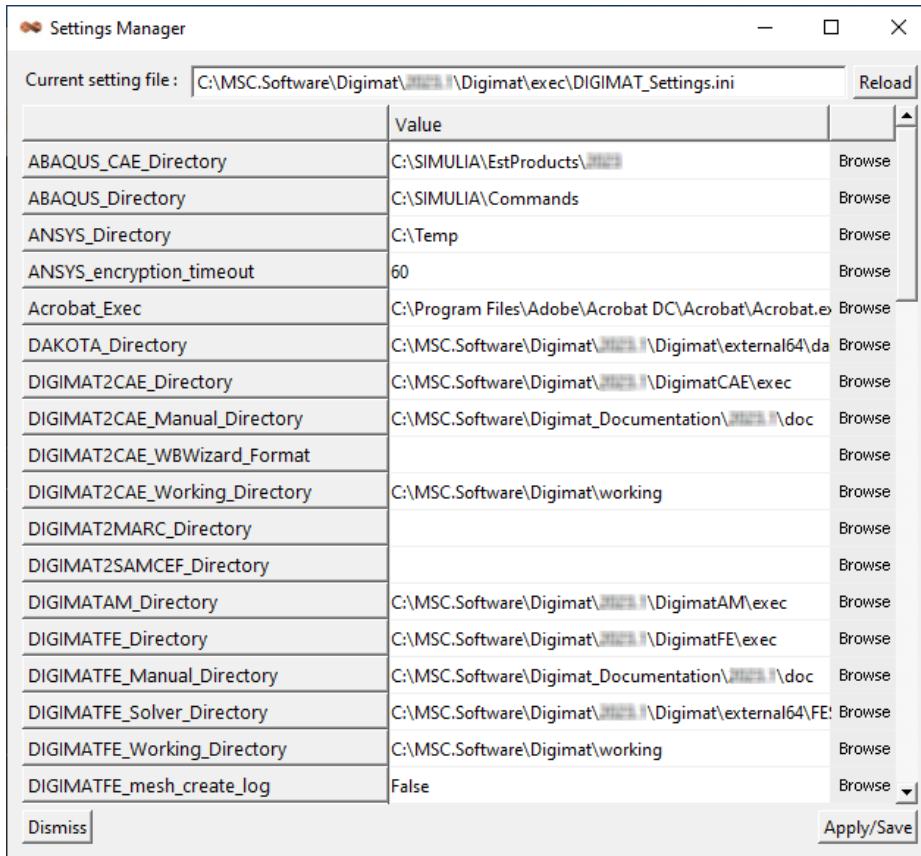 Settings Manager
Current setting file : C:\MSC.Software\Digimat\ \Digimat\exec\DIGIMAT_Settings.ini Reload
Value
ABAQUS_CAE_Directory C:\SIMULIA\EstProducts\ Browse
ABAQUS_Directory C:\SIMULIA\Commands Browse
ANSYS_Directory C:\Temp Browse
ANSYS_encryption_timeout 60 Browse
Acrobat_Exec C:\Program Files\Adobe\Acrobat DC\Acrobat\Acrobat.ex Browse
DAKOTA_Directory C:\MSC.Software\Digimat\ \Digimat\external64\da Browse
DIGIMAT2CAE_Directory C:\MSC.Software\Digimat\ \DigimatCAE\exec Browse
DIGIMAT2CAE_Manual_Directory C:\MSC.Software\Digimat_Documentation\ \doc Browse
DIGIMAT2CAE_WBWizard_Format Browse
DIGIMAT2CAE_Working_Directory C:\MSC.Software\Digimat\working Browse
DIGIMAT2MARC_Directory Browse
DIGIMAT2SAMCEF_Directory Browse
DIGIMATAM_Directory C:\MSC.Software\Digimat\ \DigimatAM\exec Browse
DIGIMATFE_Directory C:\MSC.Software\Digimat\ \DigimatFE\exec Browse
DIGIMATFE_Manual_Directory C:\MSC.Software\Digimat_Documentation\ \doc Browse
DIGIMATFE_Solver_Directory C:\MSC.Software\Digimat\ \Digimat\external64\FES Browse
DIGIMATFE_Working_Directory C:\MSC.Software\Digimat\working Browse
DIGIMATFE_mesh_create_log False Browse
Dismiss Apply/Save